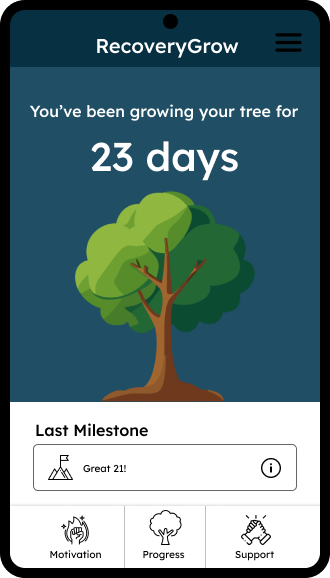 RecoveryGrow
You’ve been growing your tree for
23 days
Last Milestone
Great 21!
Motivation
Progress
Support